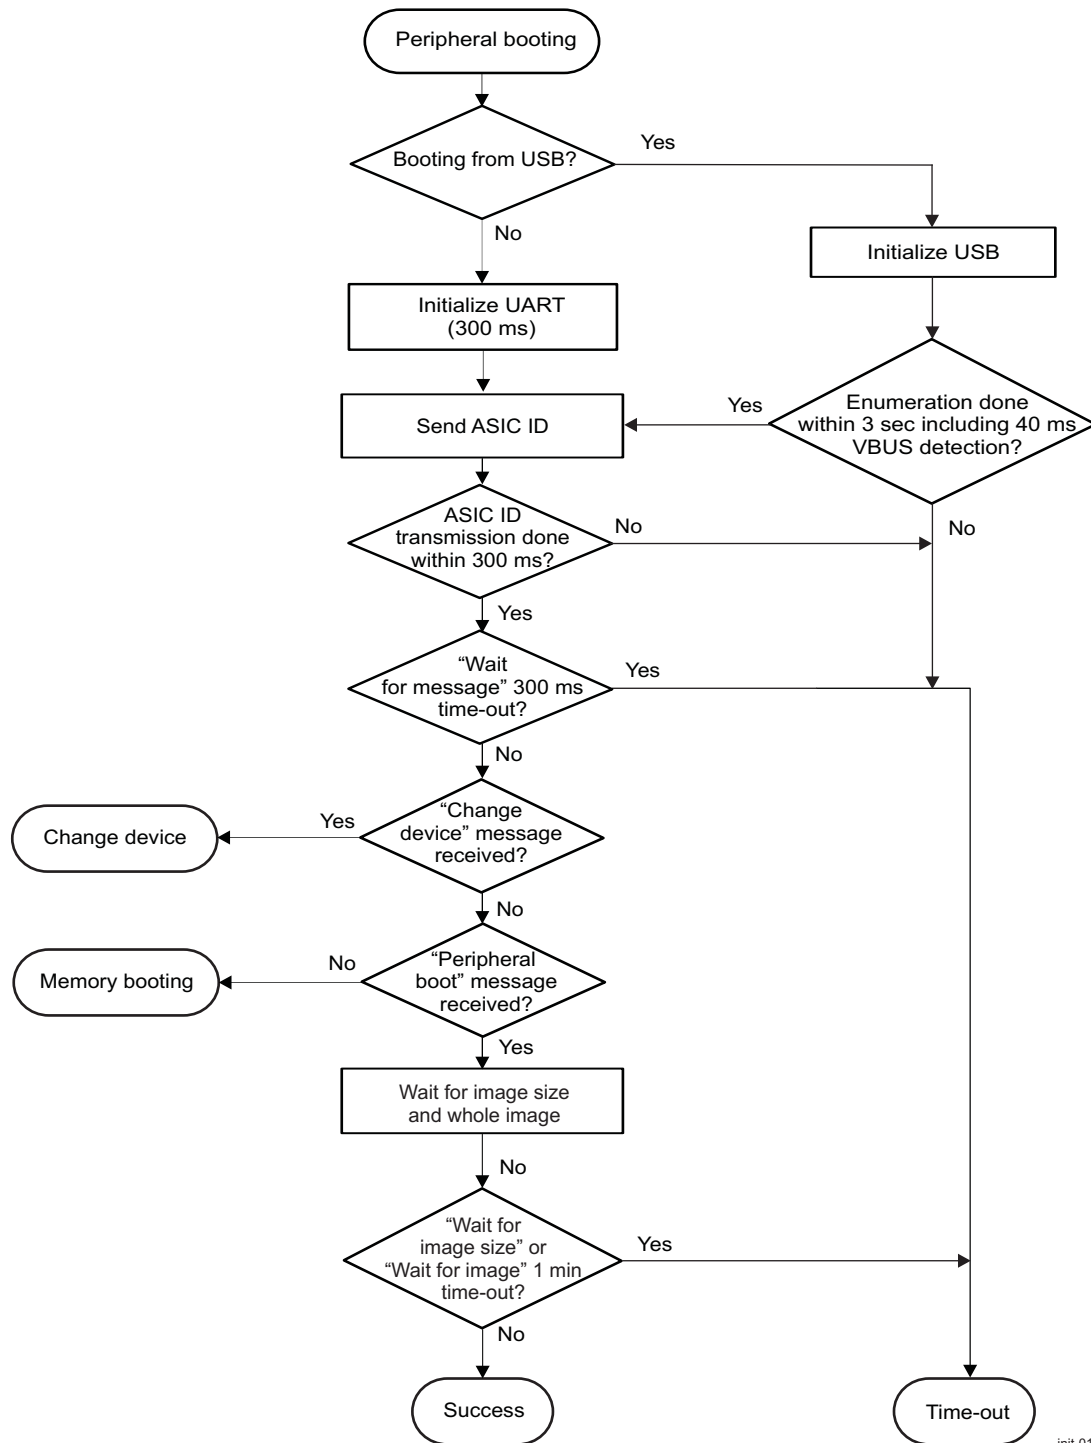 Peripheral booting
Booting from USB?
Yes
No
Initialize USB
Initialize UART
(300 ms)
Enumeration done
within 3 sec including 40 ms
VBUS detection?
Yes
Send ASIC ID
No
ASIC ID
transmission done
within 300 ms?
No
Yes
“Wait
for message” 300 ms
time-out?
Yes
No
“Change
device” message
received?
Yes
Change device
No
“Peripheral
boot” message
received?
No
Memory booting
Yes
Wait for image size
and whole image
No
“Wait for
image size” or
“Wait for image” 1 min
time-out?
Yes
No
Success
Time-out